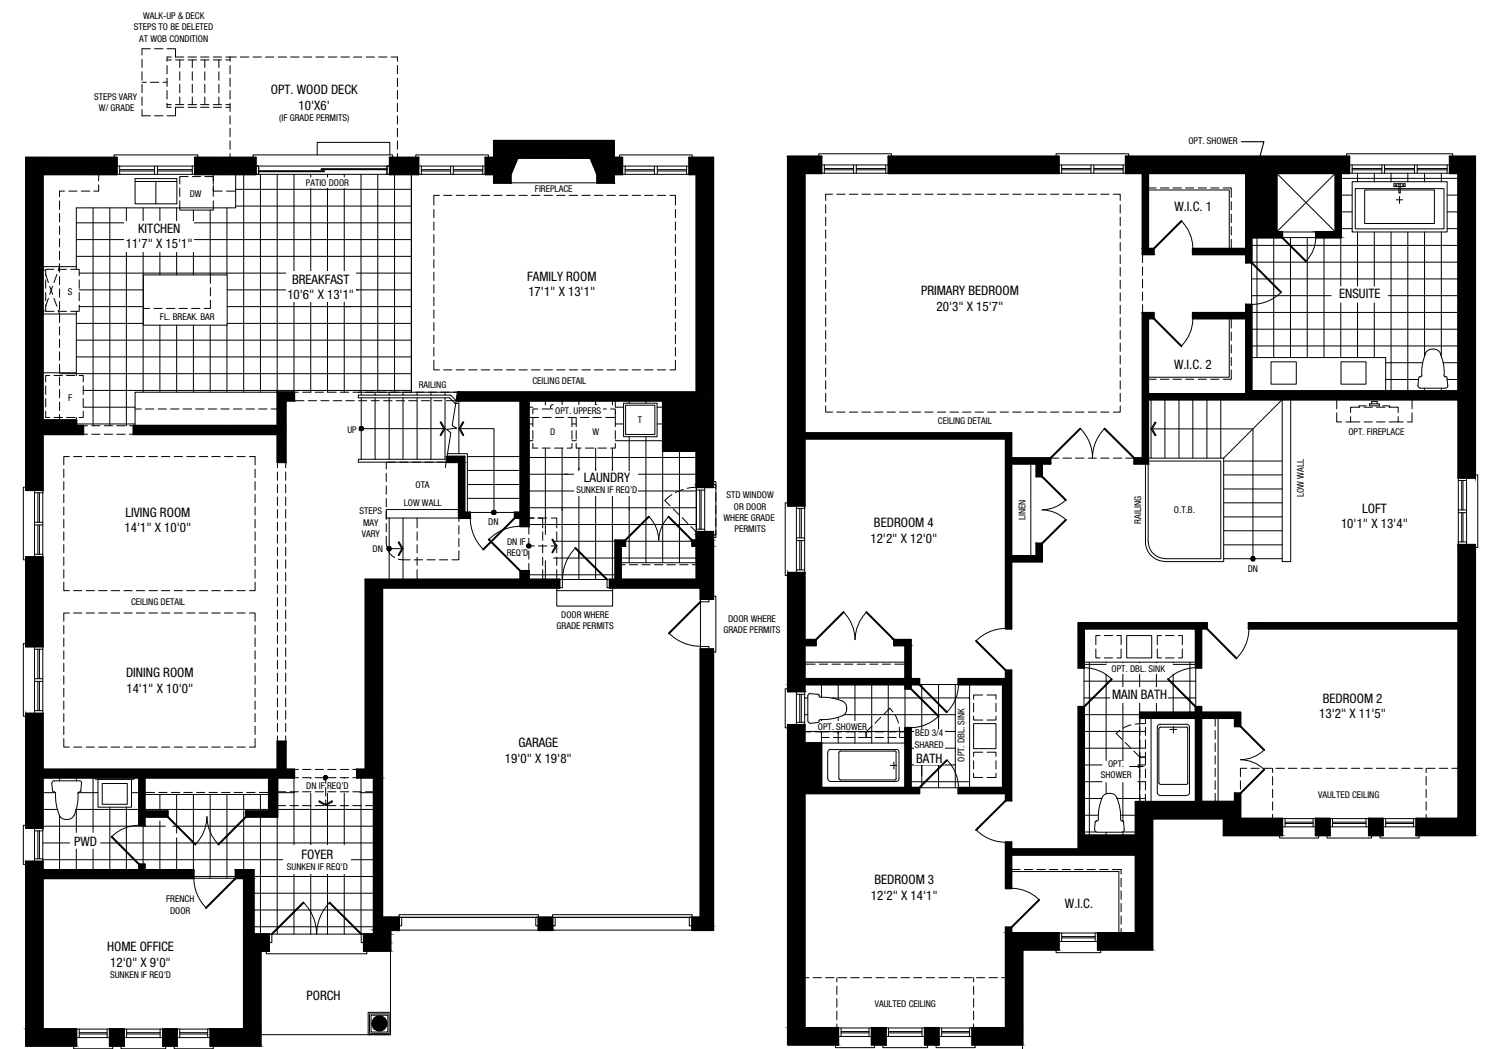 WALK-UP & DECK
STEPS TO BE DELETED
AT WOB CONDITION
STEPS VARY
W/ GRADE
OPT. WOOD DECK
10'X6'
(IF GRADE PERMITS)
PATIO DOOR
FIREPLACE
DW
KITCHEN
11'7" X 15'1"
BREAKFAST
10'6" X 13'1"
FAMILY ROOM
17'1" X 13'1"
S
FL. BREAK. BAR
F
CEILING DETAIL
RAILING
UP
OPT. UPPERS
D
W
T
LAUNDRY
SUNKEN IF REQ'D
OTA
LOW WALL
STEPS
MAY
VARY
DN
DN
DN IF
REQ'D
STD WINDOW
OR DOOR
WHERE GRADE
PERMITS
LIVING ROOM
14'1" X 10'0"
CEILING DETAIL
DINING ROOM
14'1" X 10'0"
DOOR WHERE
GRADE PERMITS
DOOR WHERE
GRADE PERMITS
GARAGE
19'0" X 19'8"
DN IF REQ'D
PWD
FOYER
SUNKEN IF REQ'D
FRENCH
DOOR
HOME OFFICE
12'0" X 9'0"
SUNKEN IF REQ'D
PORCH
OPT. SHOWER
W.I.C. 1
PRIMARY BEDROOM
20'3" X 15'7"
ENSUITE
W.I.C. 2
CEILING DETAIL
OPT. FIREPLACE
LINEN
RAILING
O.T.B.
LOW WALL
LOFT
10'1" X 13'4"
DN
BEDROOM 4
12'2" X 12'0"
OPT. DBL. SINK
MAIN BATH
BEDROOM 2
13'2" X 11'5"
OPT. SHOWER
BED 3/4
SHARED
BATH
OPT. DBL. SINK
OPT.
SHOWER
VAULTED CEILING
BEDROOM 3
12'2" X 14'1"
W.I.C.
VAULTED CEILING